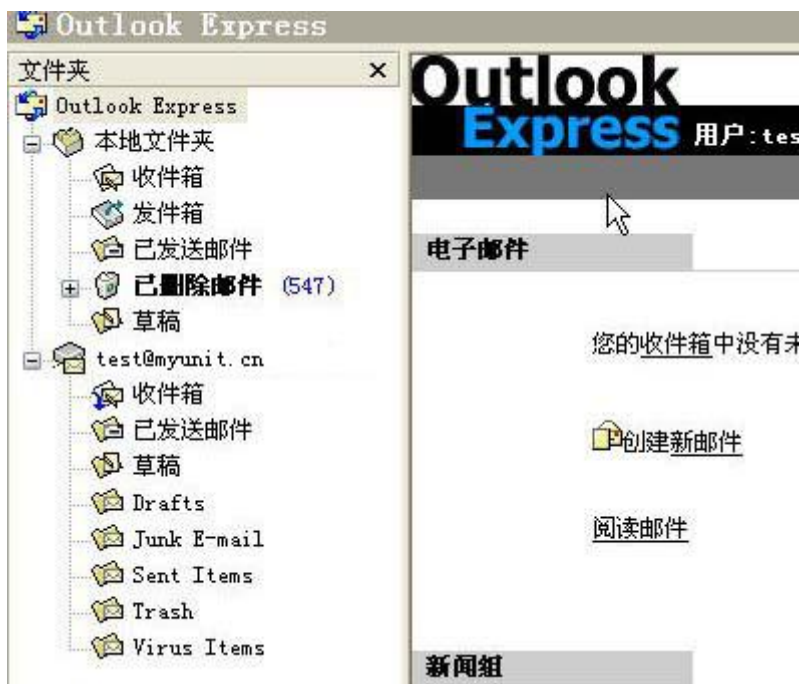 Outlook Express
文件夹
Outlook Express
本地文件夹
收件箱
发件箱
已发送邮件
已删除邮件 (547)
草稿
test@myunit.cn
收件箱
已发送邮件
草稿
Drafts
Junk E-mail
Sent Items
Trash
Virus Items
Outlook
Express 用户:tes
电子邮件
您的收件箱中没有未
创建新邮件
阅读邮件
新闻组